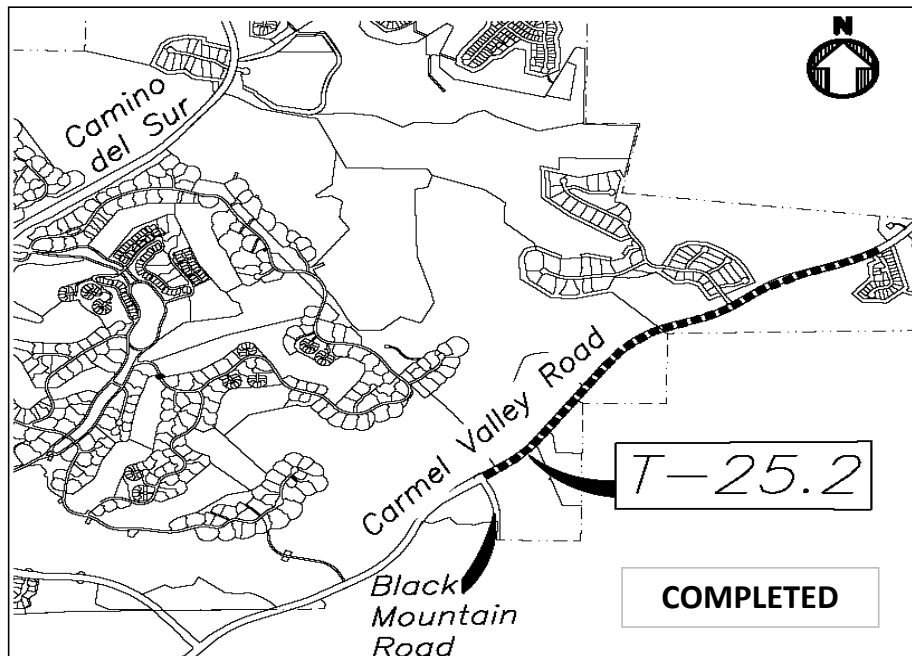 N
Camino
del Sur
Carmel Valley Road
T-25.2
Black
Mountain
Road
COMPLETED